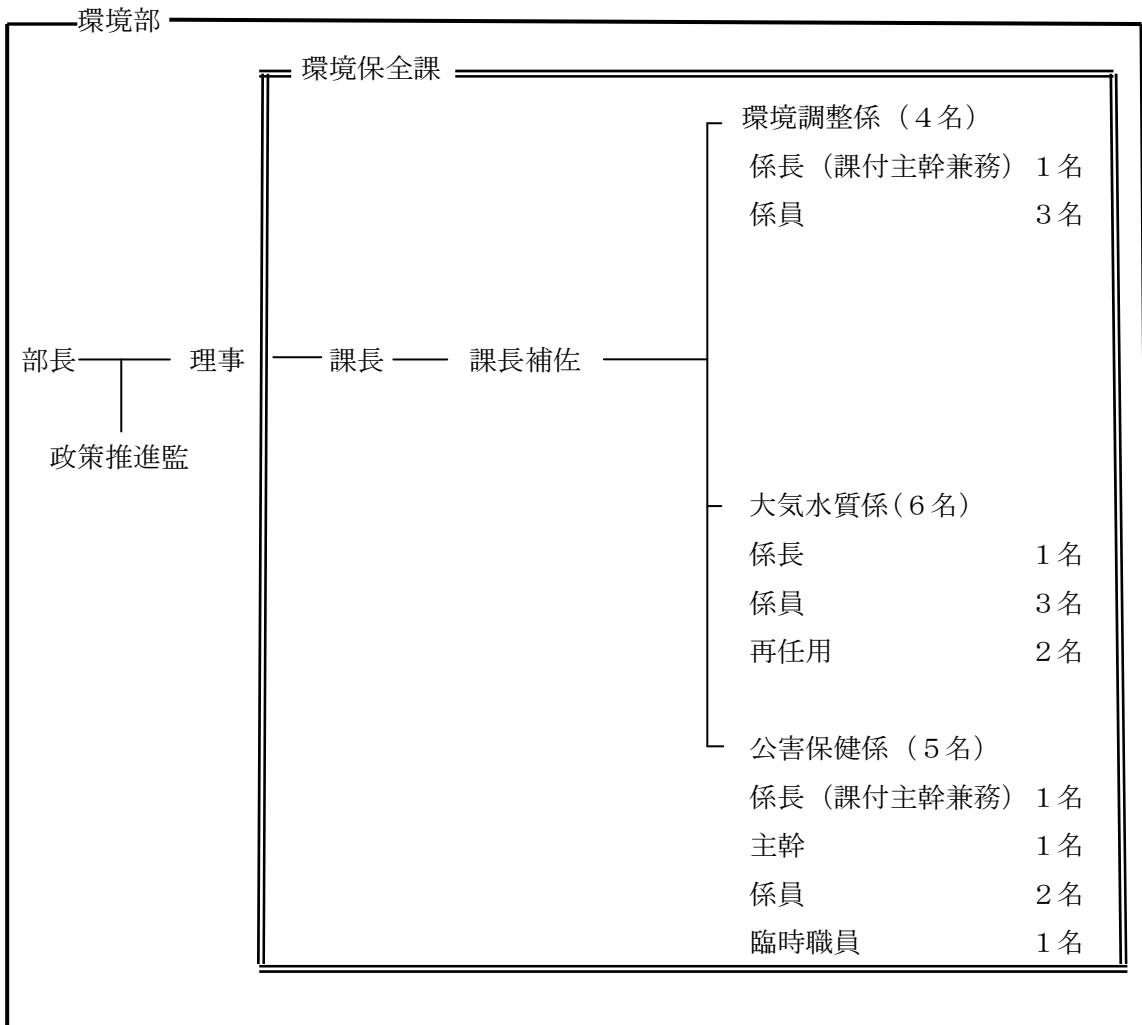 環境部
環境保全課
環境調整係(4名)
係長(課付主幹兼務) 1名
係員 3名
部長 理事 課長 課長補佐
政策推進監
大気水質係(6名)
係長 1名
係員 3名
再任用 2名
公害保健係(5名)
係長(課付主幹兼務) 1名
主幹 1名
係員 2名
臨時職員 1名